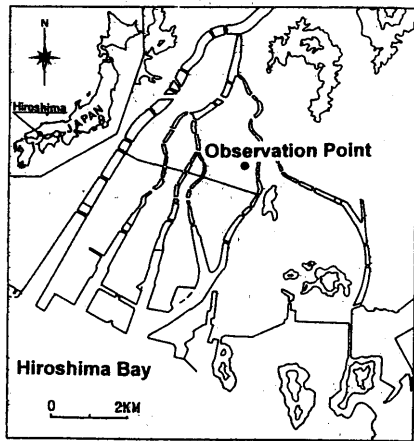 N
Hiroshima
JAPAN
Observation Point
Hiroshima Bay
0 2KM